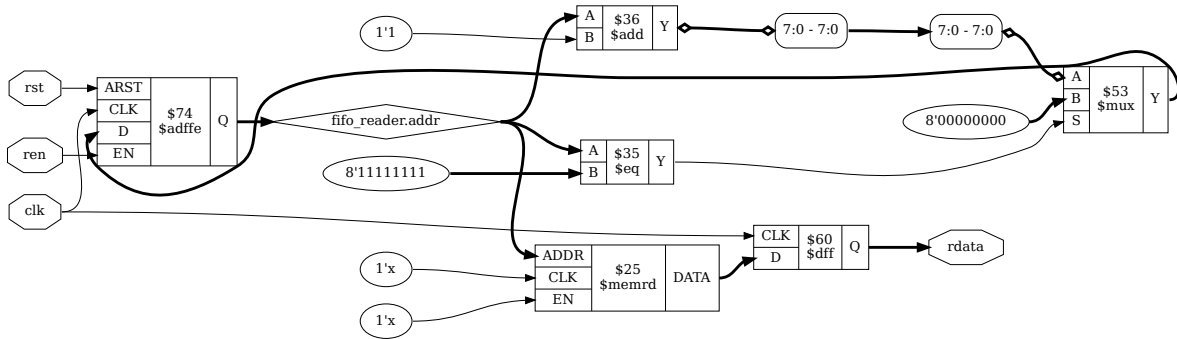 A
B
$36
$add
Y
1'1
7:0 - 7:0
7:0 - 7:0
rst
ARST
CLK
D
EN
$74
$adffe
Q
fifo_reader.addr
A
B
S
$53
$mux
Y
8'00000000
ren
A
B
$35
$eq
Y
8'11111111
clk
CLK
D
$60
$dff
Q
rdata
1'x
ADDR
CLK
EN
$25
$memrd
DATA
1'x